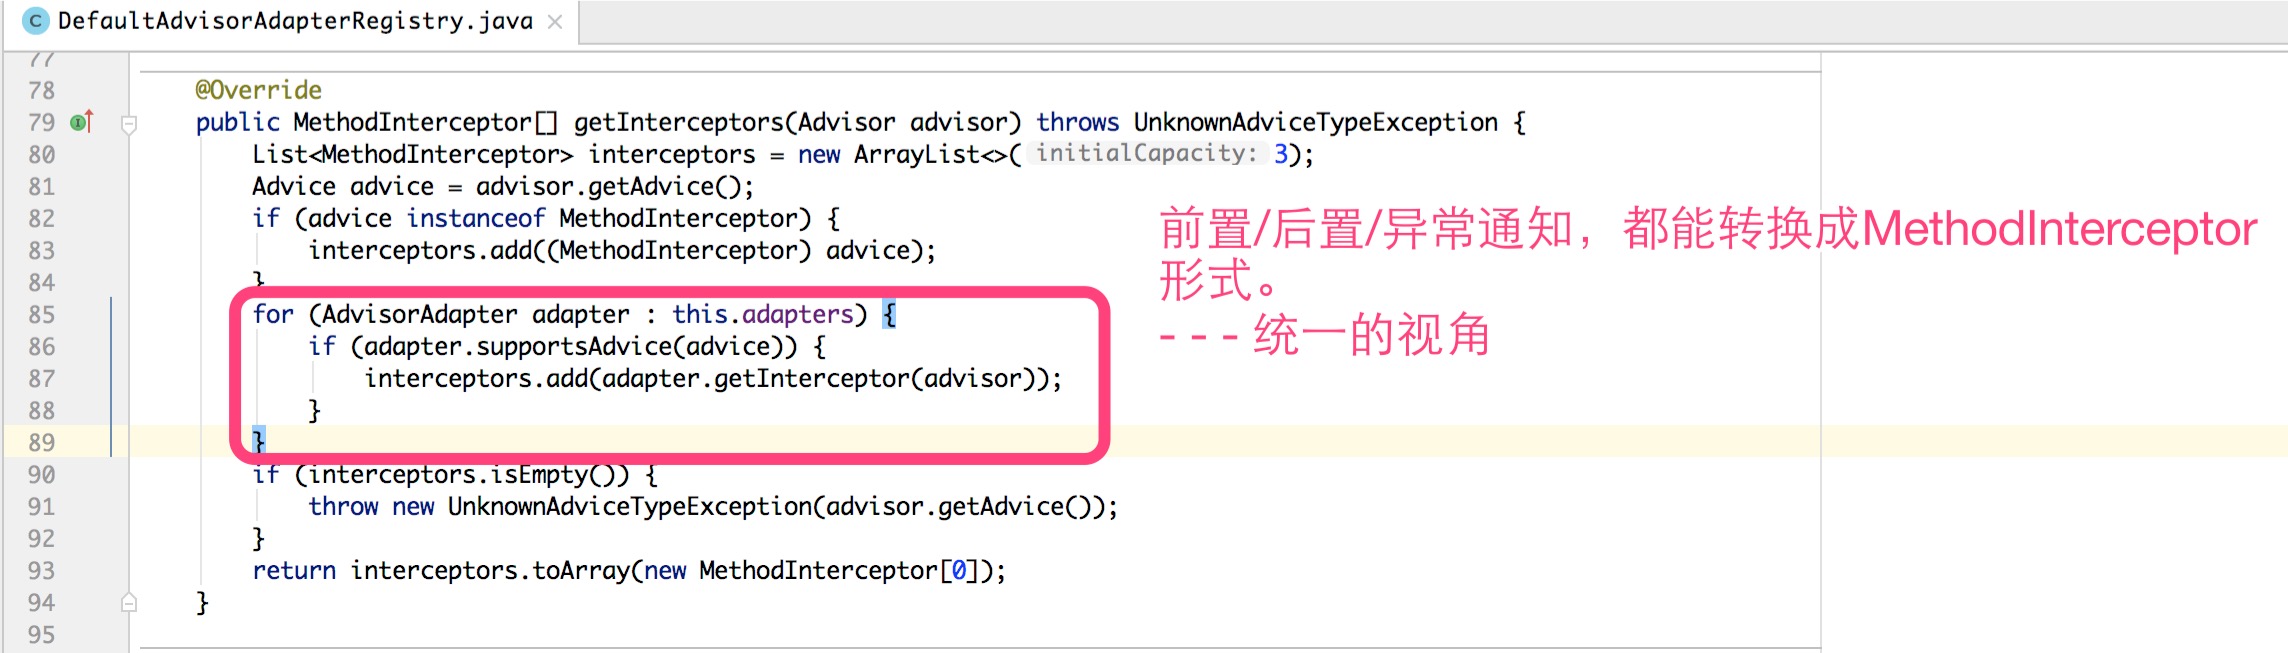 DefaultAdvisorAdapterRegistry.java
77
78 @Override
79 public MethodInterceptor[] getInterceptors(Advisor advisor) throws UnknownAdviceTypeException {
80 List<MethodInterceptor> interceptors = new ArrayList<>( initialCapacity: 3);
81 Advice advice = advisor.getAdvice();
82 if (advice instanceof MethodInterceptor) {
83 interceptors.add((MethodInterceptor) advice);
84 }
85 for (AdvisorAdapter adapter : this.adapters) {
86 if (adapter.supportsAdvice(advice)) {
87 interceptors.add(adapter.getInterceptor(advisor));
88 }
89 }
90 if (interceptors.isEmpty()) {
91 throw new UnknownAdviceTypeException(advisor.getAdvice());
92 }
93 return interceptors.toArray(new MethodInterceptor[0]);
94 }
95
前置/后置/异常通知，都能转换成MethodInterceptor
形式。
- - - 统一的视角